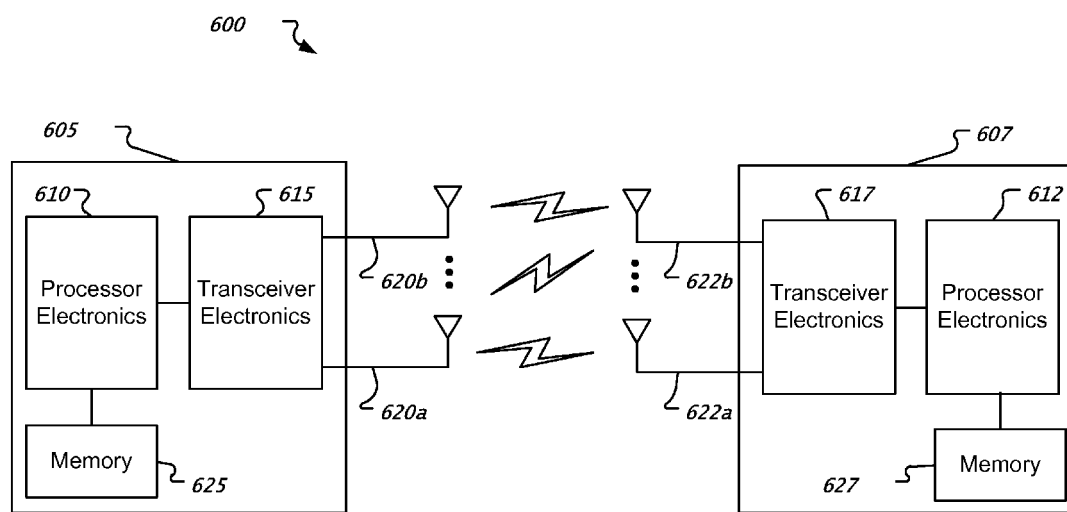 600
605
607
610
615
617
612
Processor
Electronics
Transceiver
Electronics
620b
622b
Transceiver
Electronics
Processor
Electronics
620a
622a
Memory
625
627
Memory